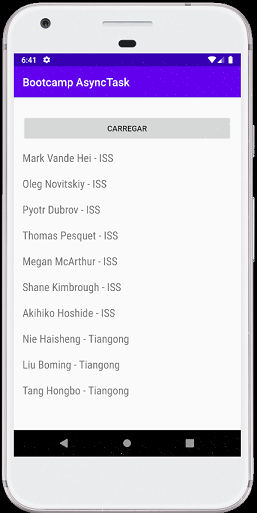 6:41
Bootcamp AsyncTask
CARREGAR
Mark Vande Hei - ISS
Oleg Novitskiy - ISS
Pyotr Dubrov - ISS
Thomas Pesquet - ISS
Megan McArthur - ISS
Shane Kimbrough - ISS
Akihiko Hoshide - ISS
Nie Haisheng - Tiangong
Liu Boming - Tiangong
Tang Hongbo - Tiangong